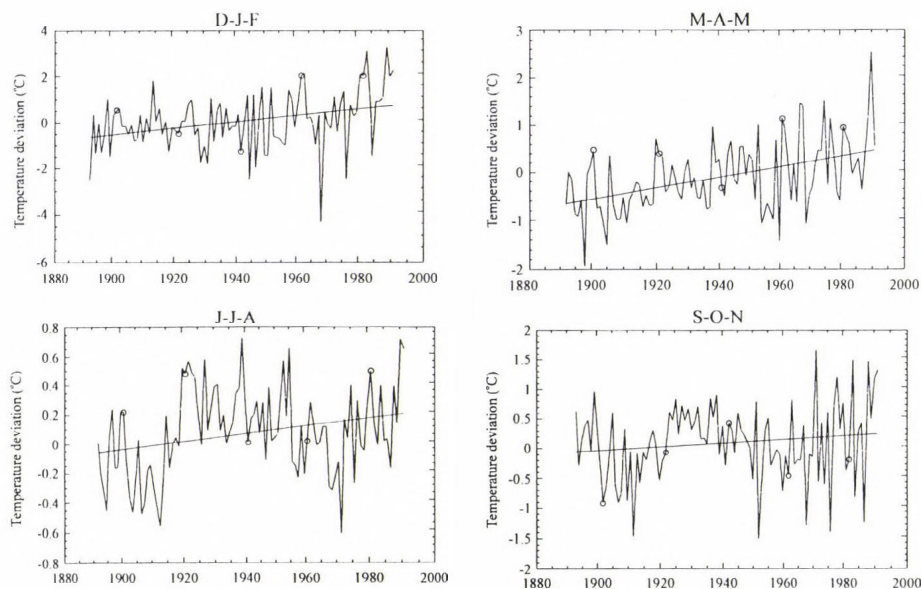 D-J-F
Temperature deviation (°C)
4
2
0
-2
-4
-6
1880 1900 1920 1940 1960 1980 2000
M-A-M
Temperature deviation (°C)
3
2
1
0
-1
-2
1880 1900 1920 1940 1960 1980 2000
J-J-A
Temperature deviation (°C)
0.8
0.6
0.4
0.2
0
-0.2
-0.4
-0.6
-0.8
1880 1900 1920 1940 1960 1980 2000
S-O-N
Temperature deviation (°C)
2
1.5
1
0.5
0
-0.5
-1
-1.5
-2
1880 1900 1920 1940 1960 1980 2000